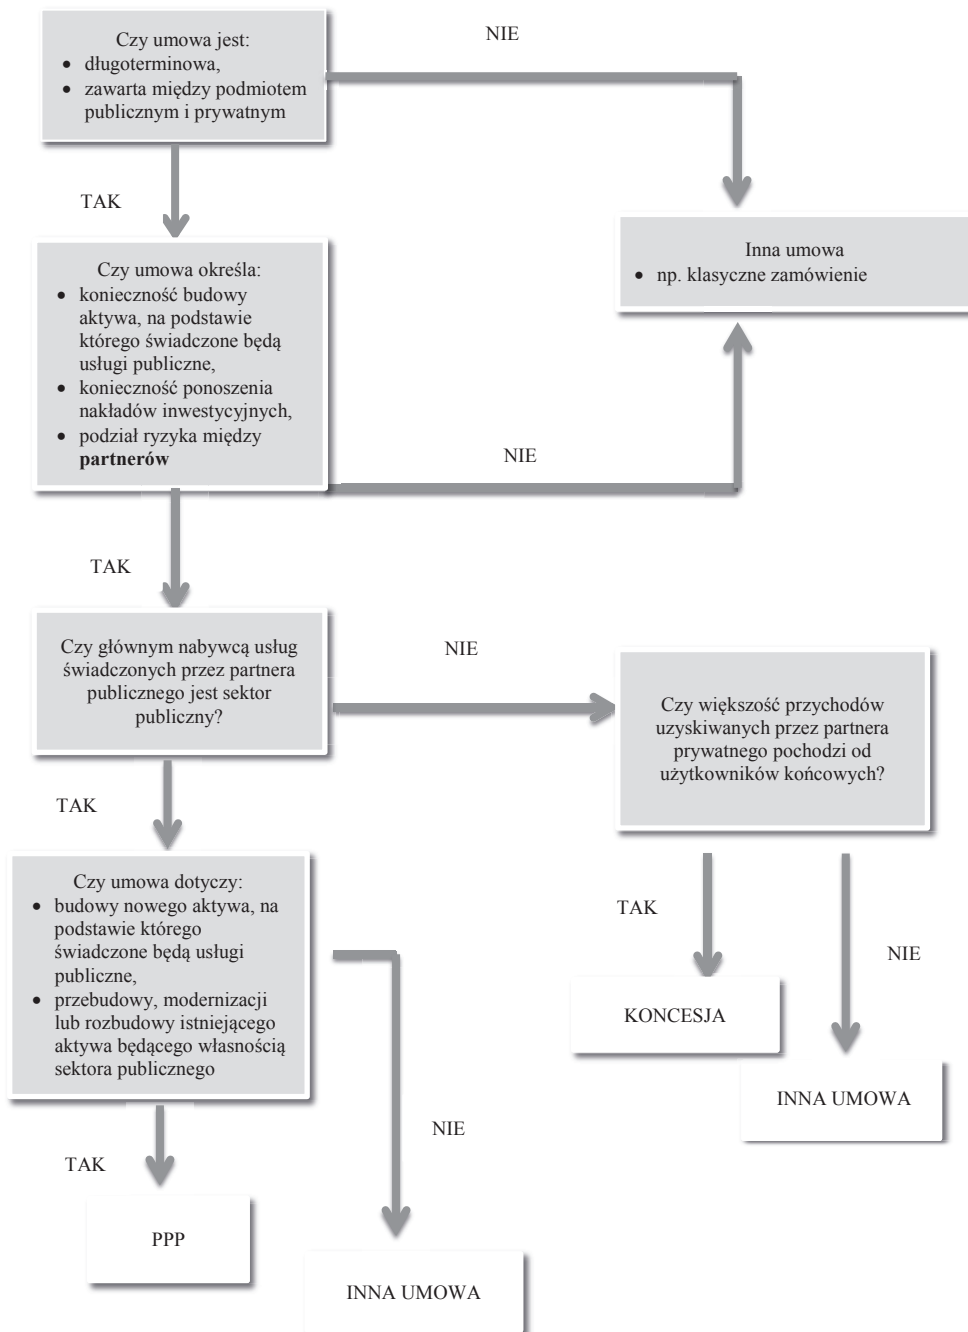 Czy umowa jest:
• długoterminowa,
• zawarta między podmiotem
publicznym i prywatnym
NIE
TAK
Inna umowa
• np. klasyczne zamówienie
Czy umowa określa:
• konieczność budowy
aktywa, na podstawie
którego świadczone będą
usługi publiczne,
• konieczność ponoszenia
nakładów inwestycyjnych,
• podział ryzyka między
partnerów
NIE
TAK
Czy głównym nabywcą usług
świadczonych przez partnera
publicznego jest sektor
publiczny?
NIE
Czy większość przychodów
uzyskiwanych przez partnera
prywatnego pochodzi od
użytkowników końcowych?
TAK
Czy umowa dotyczy:
• budowy nowego aktywa, na
podstawie którego
świadczone będą usługi
publiczne,
• przebudowy, modernizacji
lub rozbudowy istniejącego
aktywa będącego własnością
sektora publicznego
TAK
NIE
KONCESJA
INNA UMOWA
NIE
TAK
PPP
INNA UMOWA